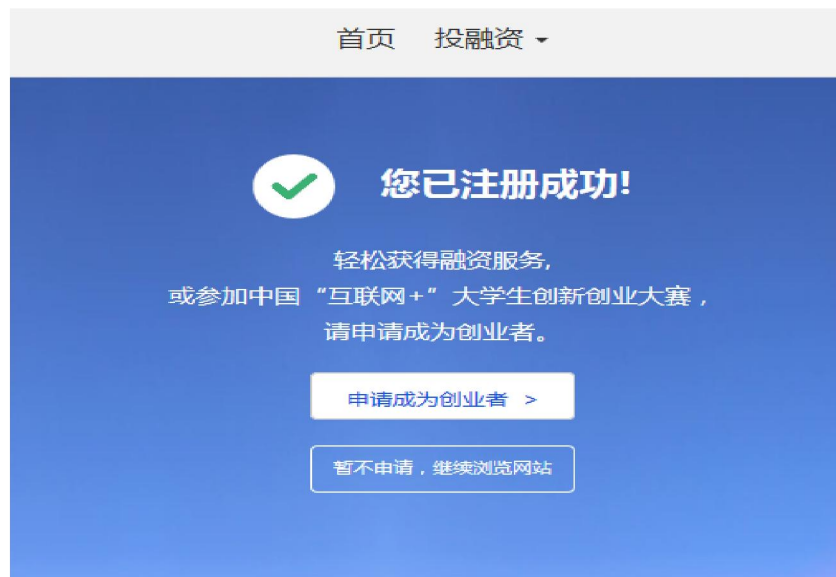 首页 投融资
您已注册成功!
轻松获得融资服务,
或参加中国“互联网+”大学生创新创业大赛，
请申请成为创业者。
申请成为创业者 >
暂不申请，继续浏览网站